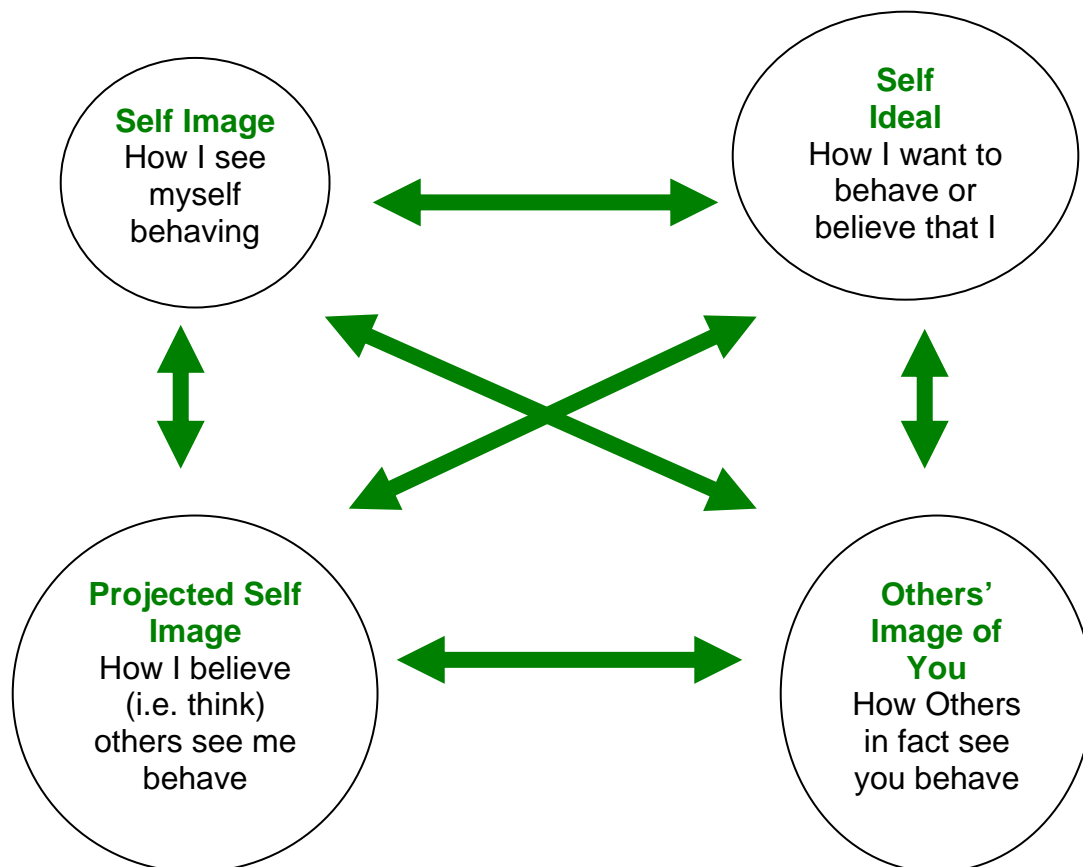 Self Image
How I see
myself
behaving
Self
Ideal
How I want to
behave or
believe that I
Projected Self
Image
How I believe
(i.e. think)
others see me
behave
Others’
Image of
You
How Others
in fact see
you behave